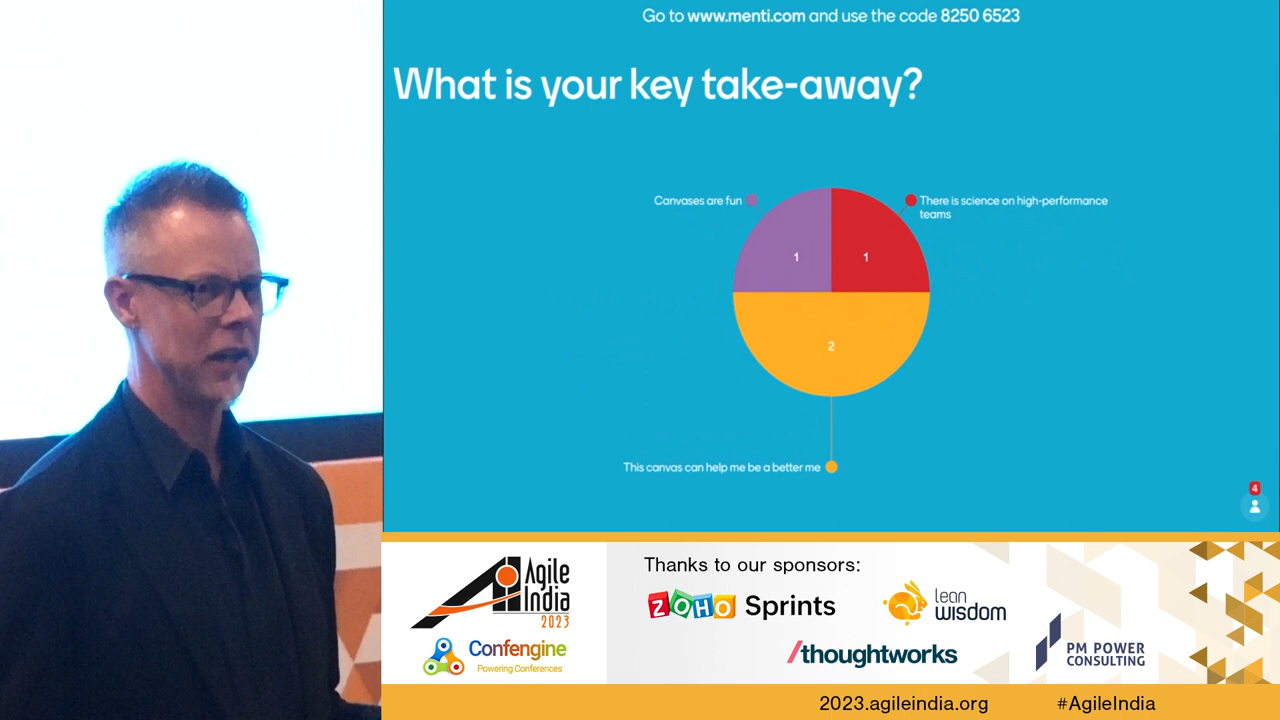 Go to www.menti.com and use the code 8250 6523
What is your key take-away?
Canvases are fun
There is science on high-performance
teams
1
1
2
This canvas can help me be a better me
4
Agile
India
2023
Confengine
Powering Conferences
Thanks to our sponsors:
ZOHO Sprints
lean
wisdom
/thoughtworks
PM POWER
CONSULTING
2023.agileindia.org
#AgileIndia